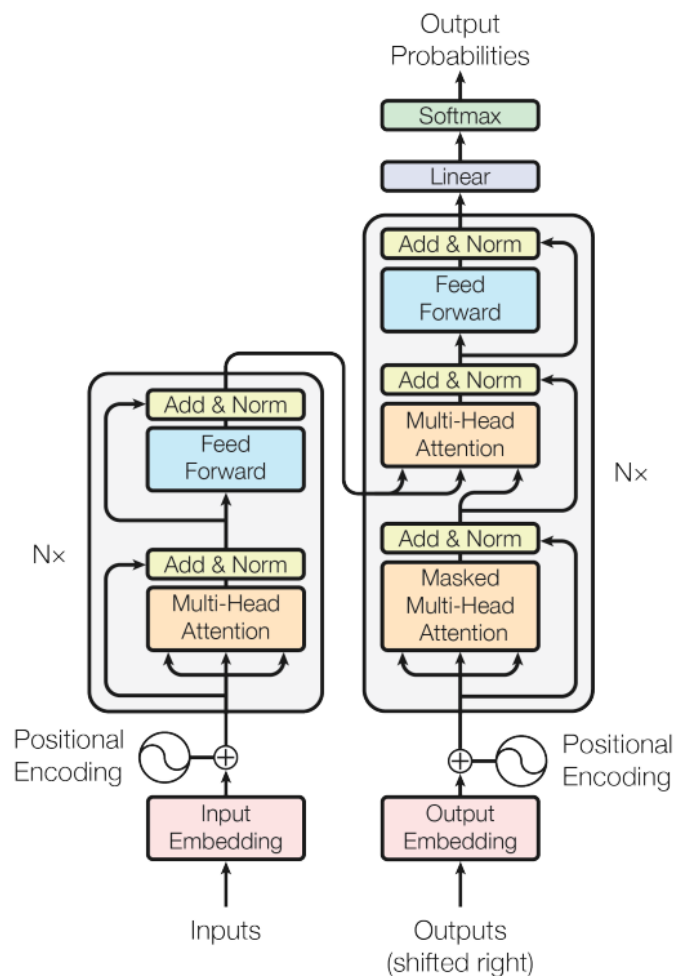 Output
Probabilities
Softmax
Linear
Add & Norm
Feed
Forward
Add & Norm
Multi-Head
Attention
Nx
Add & Norm
Masked
Multi-Head
Attention
Add & Norm
Feed
Forward
Nx
Add & Norm
Multi-Head
Attention
Positional
Encoding
Positional
Encoding
Input
Embedding
Output
Embedding
Inputs
Outputs
(shifted right)